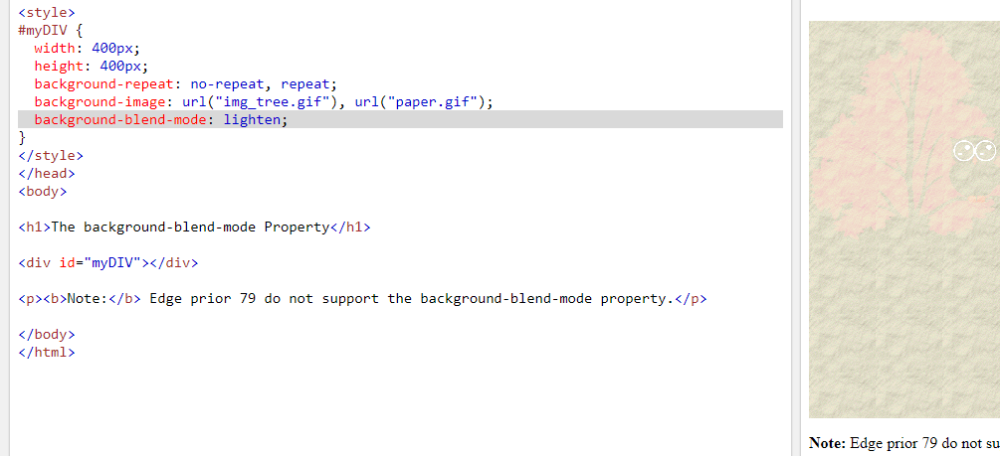 <style>
#myDIV {
  width: 400px;
  height: 400px;
  background-repeat: no-repeat, repeat;
  background-image: url("img_tree.gif"), url("paper.gif");
  background-blend-mode: lighten;
}
</style>
</head>
<body>
<h1>The background-blend-mode Property</h1>
<div id="myDIV"></div>
<p><b>Note:</b> Edge prior 79 do not support the background-blend-mode property.</p>
</body>
</html>
Note: Edge prior 79 do not su